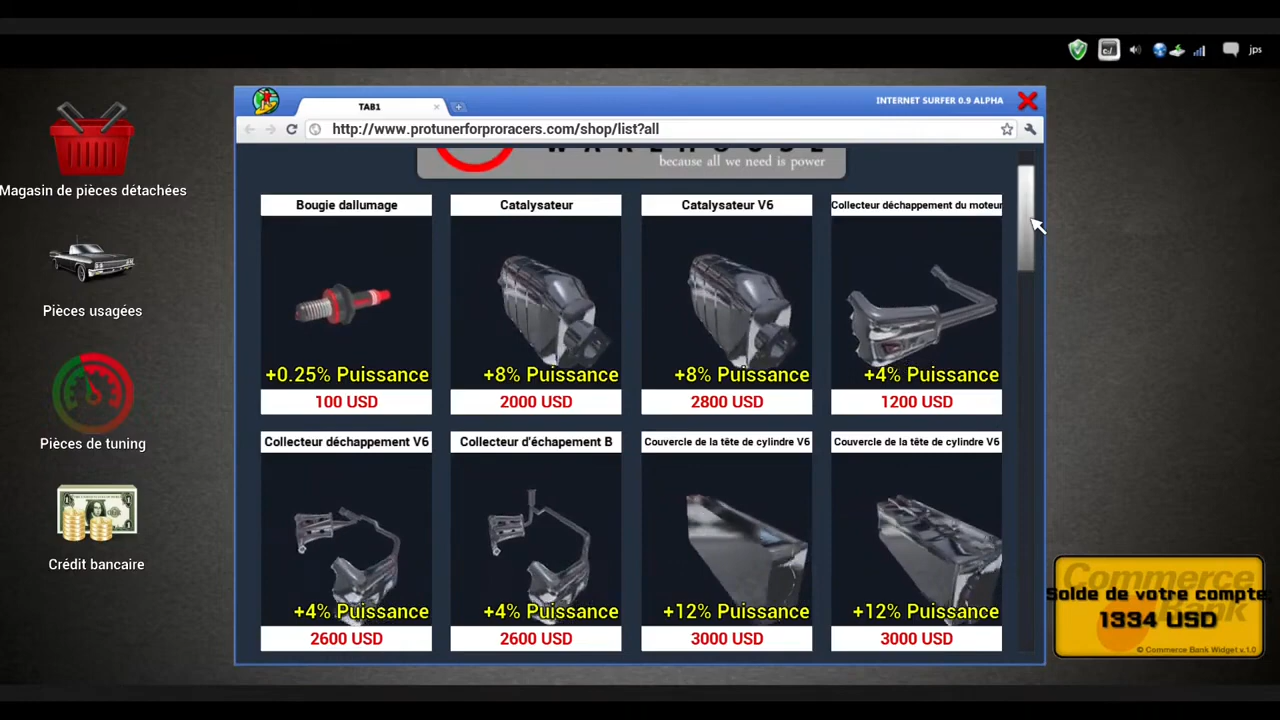 jps
TAB1
INTERNET SURFER 0.9 ALPHA
http://www.protunerforproracers.com/shop/list?all
because all we need is power
Magasin de pièces détachées
Pièces usagées
Pièces de tuning
Crédit bancaire
Bougie dallumage
Catalysateur
Catalysateur V6
Collecteur déchappement du moteur
+0.25% Puissance
+8% Puissance
+8% Puissance
+4% Puissance
100 USD
2000 USD
2800 USD
1200 USD
Collecteur déchappement V6
Collecteur d'échapement B
Couvercle de la tête de cylindre V6
Couvercle de la tête de cylindre V6
+4% Puissance
+4% Puissance
+12% Puissance
+12% Puissance
2600 USD
2600 USD
3000 USD
3000 USD
Commerce
Bank
Solde de votre compte:
1334 USD
© Commerce Bank Widget v.1.0